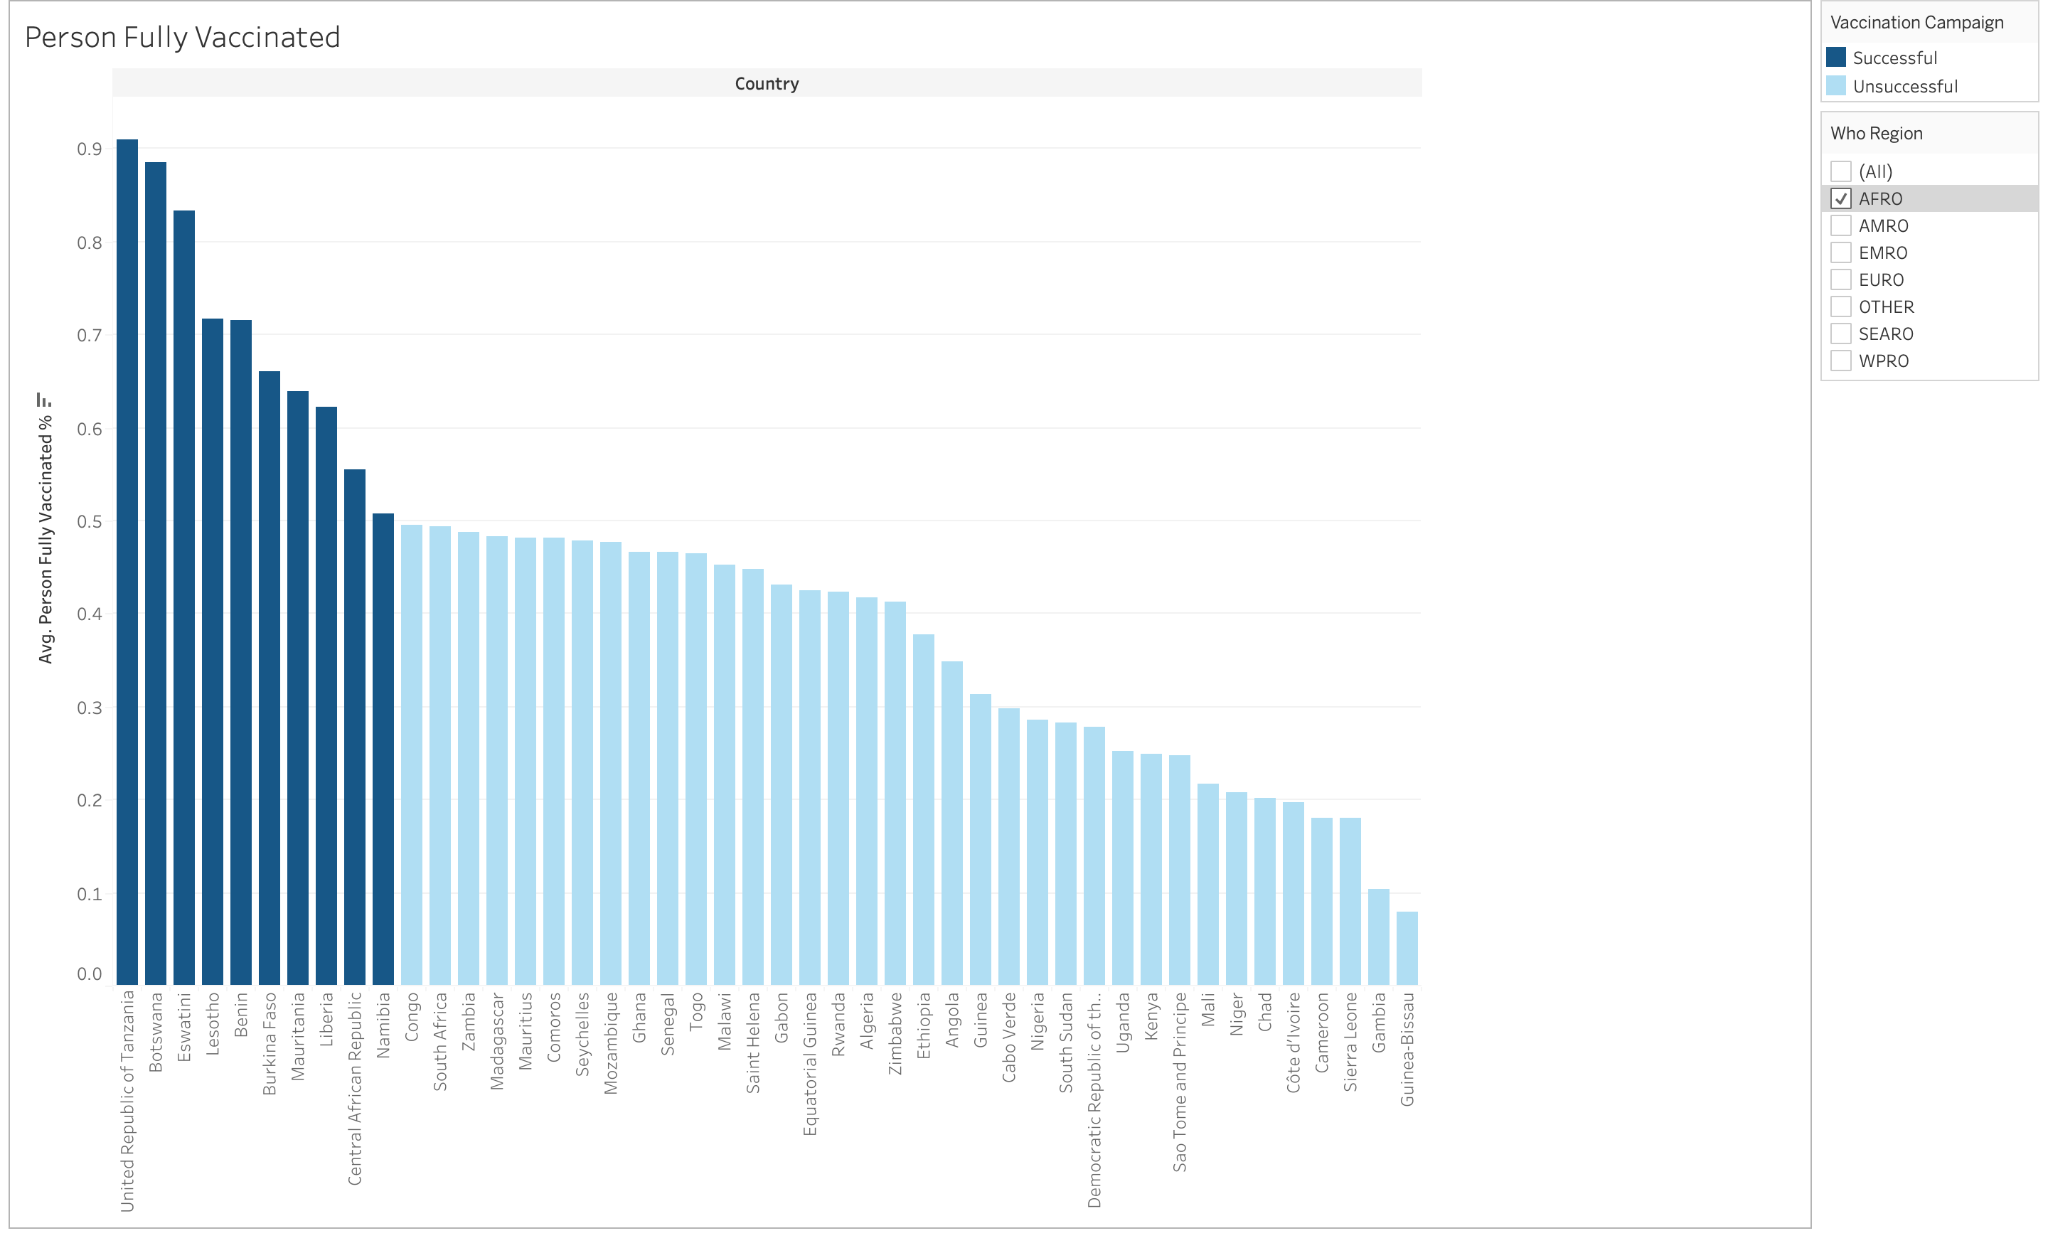 Person Fully Vaccinated
Country
Avg. Person Fully Vaccinated %
0.9
0.8
0.7
0.6
0.5
0.4
0.3
0.2
0.1
0.0
United Republic of Tanzania
Botswana
Eswatini
Lesotho
Benin
Burkina Faso
Mauritania
Liberia
Central African Republic
Namibia
Congo
South Africa
Zambia
Madagascar
Mauritius
Comoros
Seychelles
Mozambique
Ghana
Senegal
Togo
Malawi
Saint Helena
Gabon
Equatorial Guinea
Rwanda
Algeria
Zimbabwe
Ethiopia
Angola
Guinea
Cabo Verde
Nigeria
South Sudan
Democratic Republic of th..
Uganda
Kenya
Sao Tome and Principe
Mali
Niger
Chad
Côte d'Ivoire
Cameroon
Sierra Leone
Gambia
Guinea-Bissau
Vaccination Campaign
Successful
Unsuccessful
Who Region
(All)
AFRO
AMRO
EMRO
EURO
OTHER
SEARO
WPRO